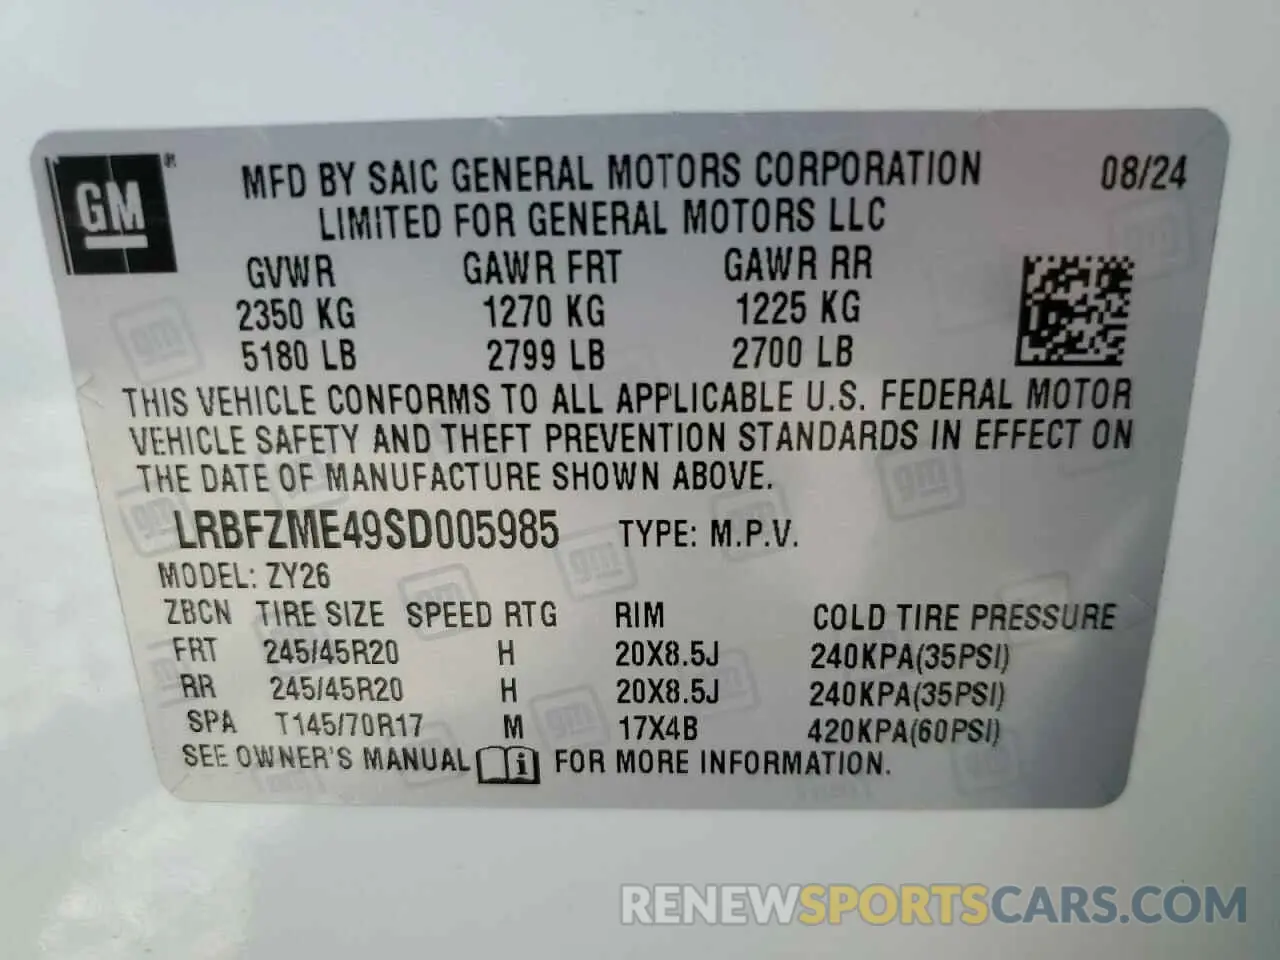 GM
MFD BY SAIC GENERAL MOTORS CORPORATION 08/24
LIMITED FOR GENERAL MOTORS LLC
GVWR GAWR FRT GAWR RR
2350 KG 1270 KG 1225 KG
5180 LB 2799 LB 2700 LB
THIS VEHICLE CONFORMS TO ALL APPLICABLE U.S. FEDERAL MOTOR
VEHICLE SAFETY AND THEFT PREVENTION STANDARDS IN EFFECT ON
THE DATE OF MANUFACTURE SHOWN ABOVE.
LRBFZME49SD005985 TYPE: M.P.V.
MODEL: ZY26
ZBCN TIRE SIZE SPEED RTG RIM COLD TIRE PRESSURE
FRT 245/45R20 H 20X8.5J 240KPA(35PSI)
RR 245/45R20 H 20X8.5J 240KPA(35PSI)
SPA T145/70R17 M 17X4B 420KPA(60PSI)
SEE OWNER'S MANUAL i FOR MORE INFORMATION.
RENEWSPORTSCARS.COM